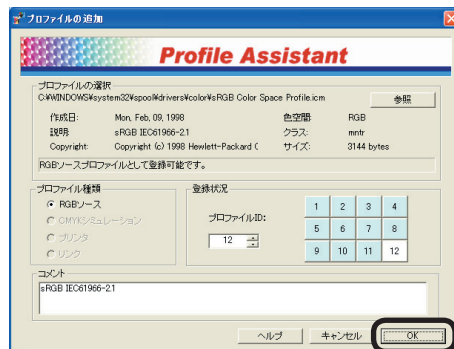 プロファイルの追加
Profile Assistant
プロファイルの選択
C:¥WINDOWS¥system32¥spool¥drivers¥color¥sRGB Color Space Profile.icm
参照
作成日: Mon, Feb, 09, 1998 色空間: RGB
説明 sRGB IEC61966-2.1 クラス: mntr
Copyright: Copyright (c) 1998 Hewlett-Packard ( サイズ: 3144 bytes
RGBソースプロファイルとして登録可能です。
プロファイル種類 登録状況
RGBソース
CMYKシミュレーション
プリンタ
リンク
プロファイルID:
12
1 2 3 4
5 6 7 8
9 10 11 12
コメント
sRGB IEC61966-2.1
ヘルプ キャンセル OK